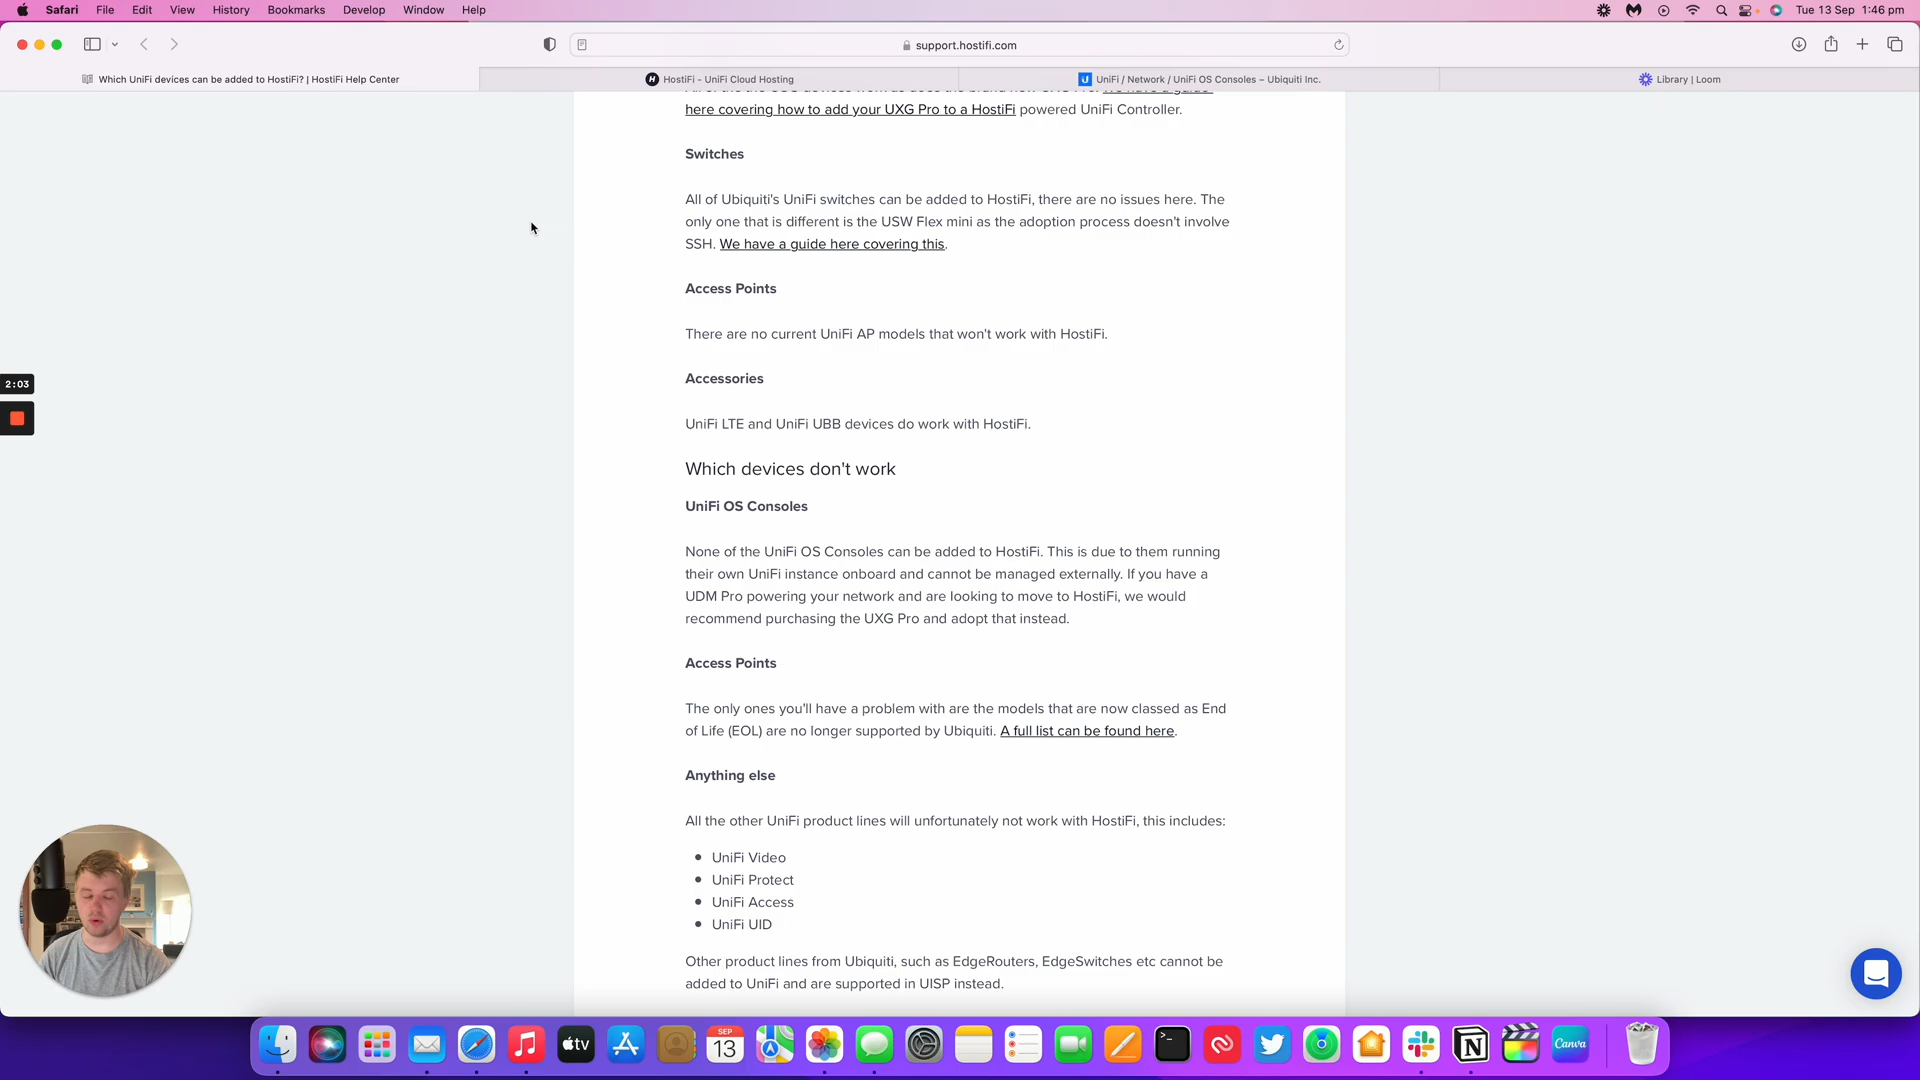 Safari File Edit View History Bookmarks Develop Window Help Tue 13 Sep 1:46 pm
support.hostifi.com
Which UniFi devices can be added to HostiFi? | HostiFi Help Center
HostiFi - UniFi Cloud Hosting
UniFi / Network / UniFi OS Consoles – Ubiquiti Inc.
Library | Loom
here covering how to add your UXG Pro to a HostiFi powered UniFi Controller.
Switches
All of Ubiquiti's UniFi switches can be added to HostiFi, there are no issues here. The
only one that is different is the USW Flex mini as the adoption process doesn't involve
SSH. We have a guide here covering this.
Access Points
There are no current UniFi AP models that won't work with HostiFi.
Accessories
UniFi LTE and UniFi UBB devices do work with HostiFi.
Which devices don't work
UniFi OS Consoles
None of the UniFi OS Consoles can be added to HostiFi. This is due to them running
their own UniFi instance onboard and cannot be managed externally. If you have a
UDM Pro powering your network and are looking to move to HostiFi, we would
recommend purchasing the UXG Pro and adopt that instead.
Access Points
The only ones you'll have a problem with are the models that are now classed as End
of Life (EOL) are no longer supported by Ubiquiti. A full list can be found here.
Anything else
All the other UniFi product lines will unfortunately not work with HostiFi, this includes:
• UniFi Video
• UniFi Protect
• UniFi Access
• UniFi UID
Other product lines from Ubiquiti, such as EdgeRouters, EdgeSwitches etc cannot be
added to UniFi and are supported in UISP instead.
2:03
tv
SEP
13
Canva